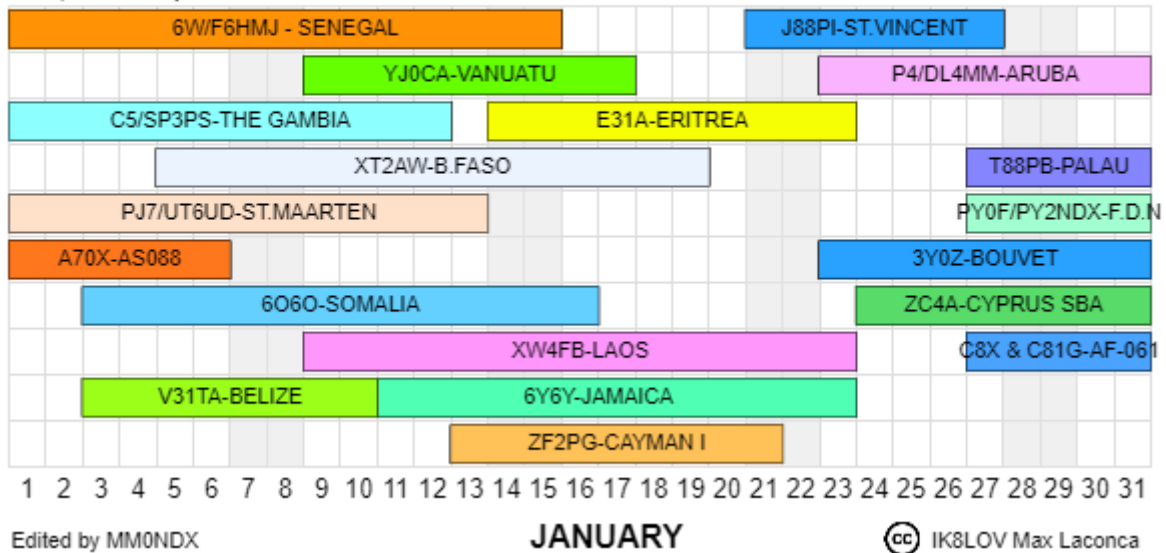 6W/F6HMJ - SENEGAL J88PI-ST.VINCENT
YJ0CA-VANUATU P4/DL4MM-ARUBA
C5/SP3PS-THE GAMBIA E31A-ERITREA
XT2AW-B.FASO T88PB-PALAU
PJ7/UT6UD-ST.MAARTEN PY0F/PY2NDX-F.D.N
A70X-AS088 3Y0Z-BOUVET
6O6O-SOMALIA ZC4A-CYPRUS SBA
XW4FB-LAOS C8X & C81G-AF-061
V31TA-BELIZE 6Y6Y-JAMAICA
ZF2PG-CAYMAN I
1 2 3 4 5 6 7 8 9 10 11 12 13 14 15 16 17 18 19 20 21 22 23 24 25 26 27 28 29 30 31
Edited by MM0NDX JANUARY cc IK8LOV Max Laconca